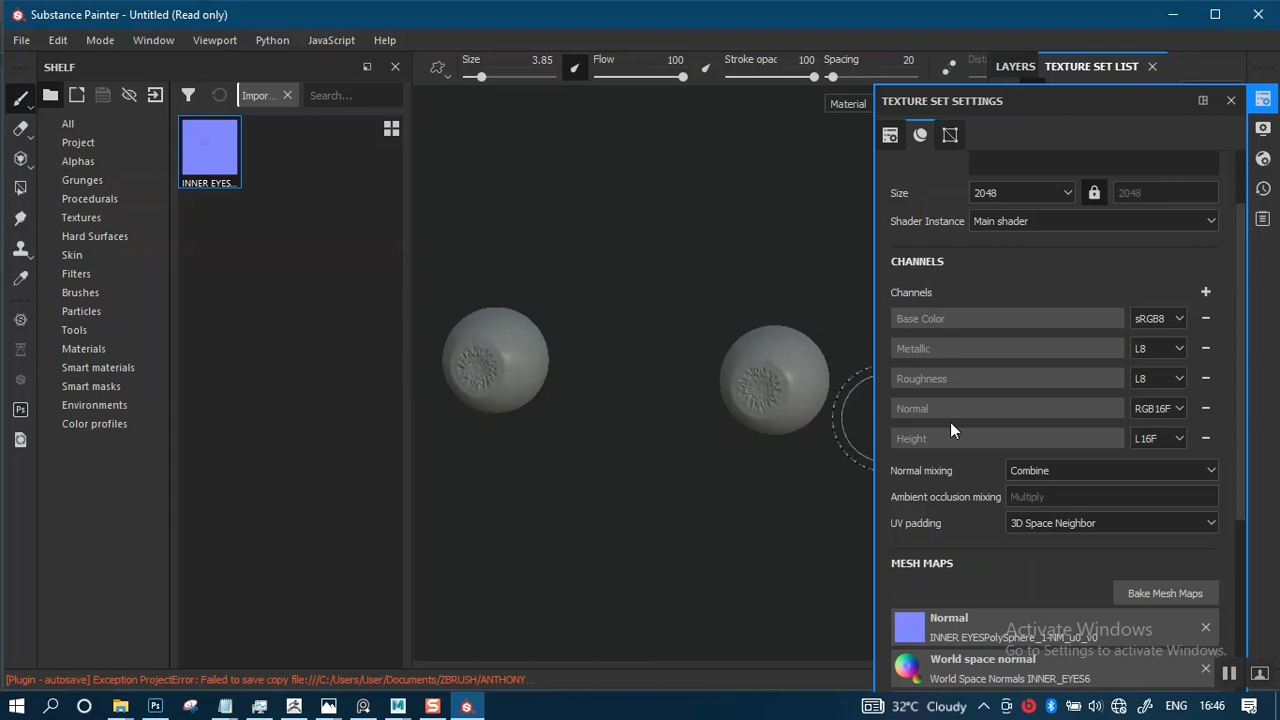 Substance Painter - Untitled (Read only)
File Edit Mode Window Viewport Python JavaScript Help
SHELF
Size 3.85 Flow 100 Stroke opac 100 Spacing 20 Dist
LAYERS TEXTURE SET LIST
Impor... Search...
Material
TEXTURE SET SETTINGS
All
Project
Alphas
Grunges
Procedurals
Textures
Hard Surfaces
Skin
Filters
Brushes
Particles
Tools
Materials
Smart materials
Smart masks
Environments
Color profiles
INNER EYES...
Size 2048 2048
Shader Instance Main shader
CHANNELS
Channels
Base Color sRGB8
Metallic L8
Roughness L8
Normal RGB16F
Height L16F
Normal mixing Combine
Ambient occlusion mixing Multiply
UV padding 3D Space Neighbor
MESH MAPS
Bake Mesh Maps
Normal
INNER EYESPolySphere_1-NM_u0_v0
World space normal
World Space Normals INNER_EYES6
Activate Windows
Go to Settings to activate Windows.
[Plugin - autosave] Exception ProjectError: Failed to save copy file:///C:/Users/User/Documents/ZBRUSH/ANTHONY...
32°C Cloudy ENG 16:46